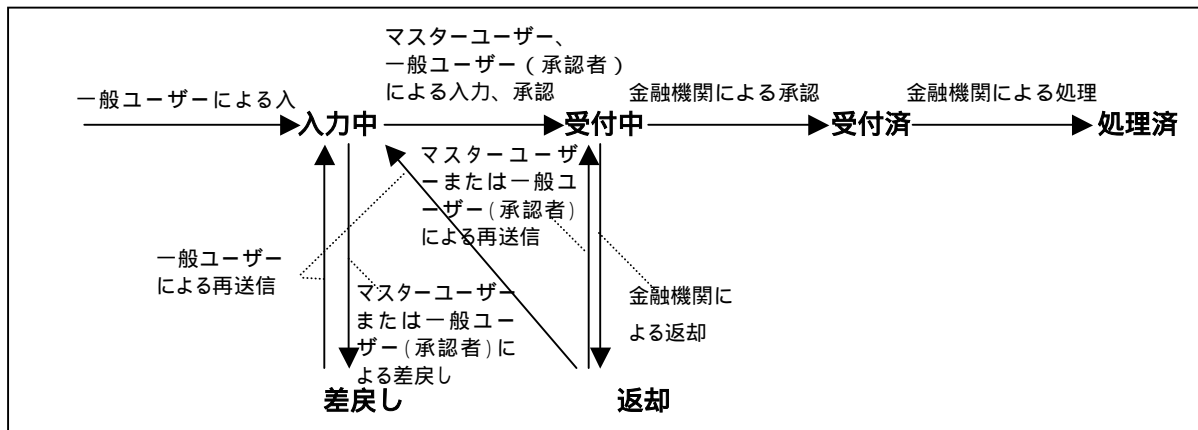 マスターユーザー、
一般ユーザー（承認者）
による入力、承認
一般ユーザーによる入
金融機関による承認
金融機関による処理
入力中
受付中
受付済
処理済
マスターユーザ
ーまたは一般ユ
ーザー(承認者)
による再送信
一般ユーザー
による再送信
マスターユーザー
または一般ユー
ザー(承認者)に
よる差戻し
金融機関に
よる返却
差戻し
返却